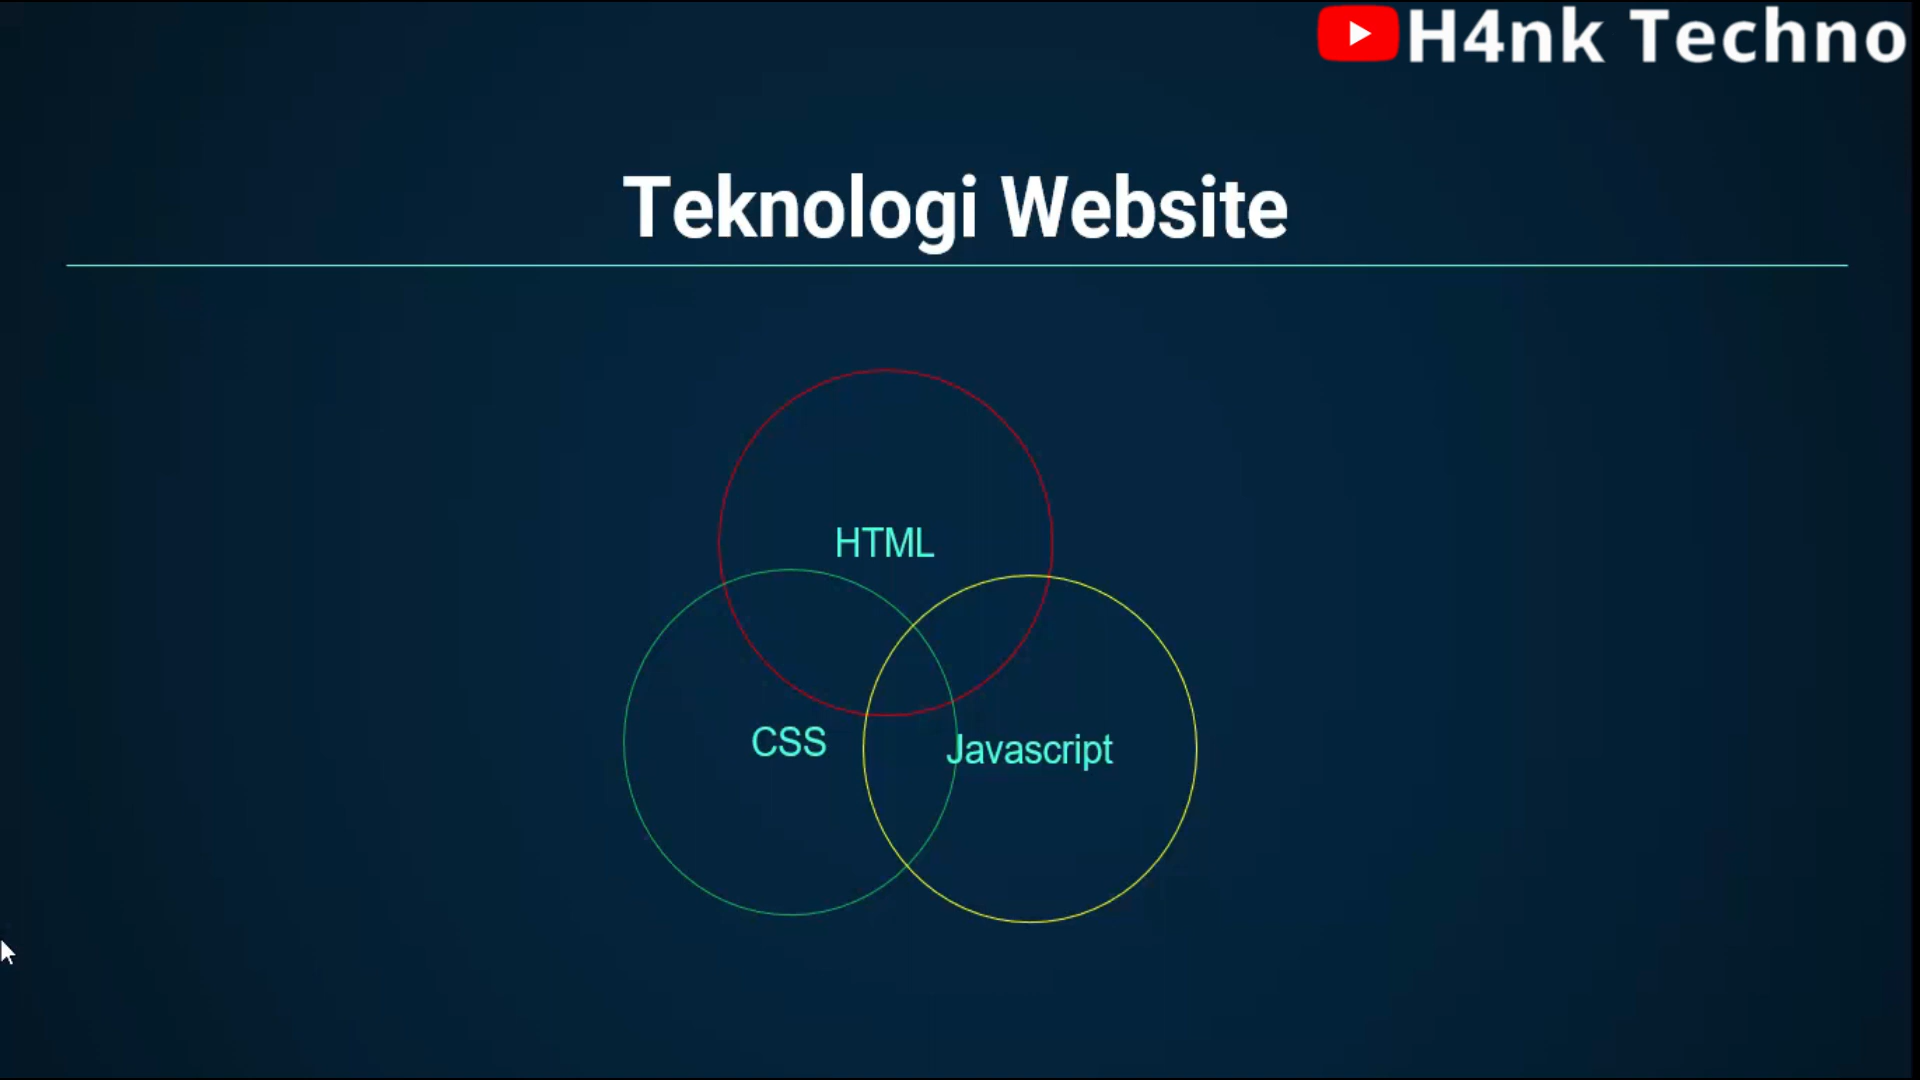 H4nk Techno
Teknologi Website
HTML
CSS
Javascript